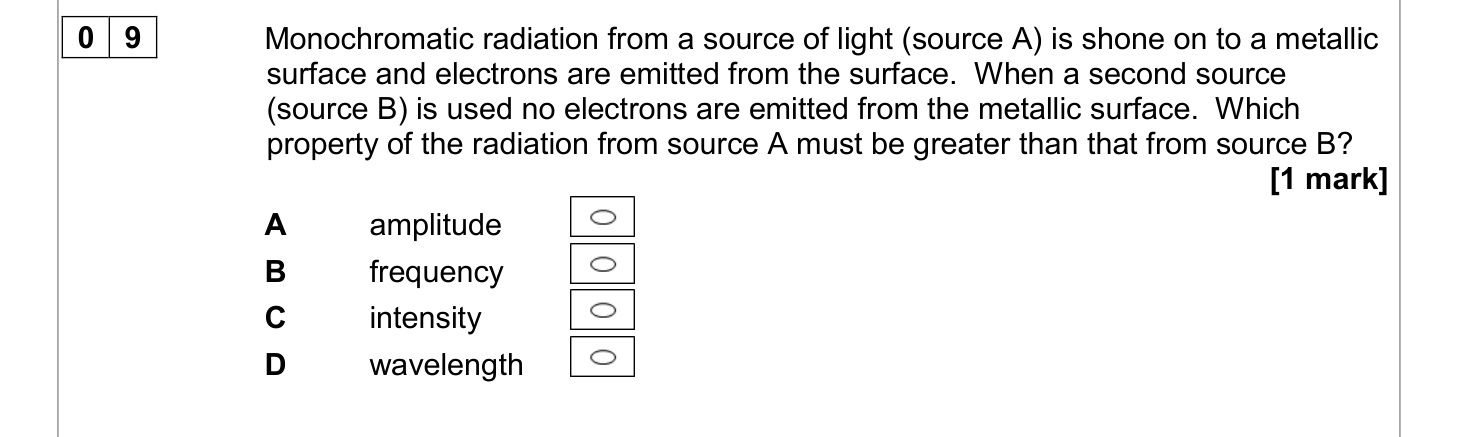 0 9 Monochromatic radiation from a source of light (source A) is shone on to a metallic
surface and electrons are emitted from the surface. When a second source
(source B) is used no electrons are emitted from the metallic surface. Which
property of the radiation from source A must be greater than that from source B?
[1 mark]
A amplitude
B frequency
C intensity
D wavelength